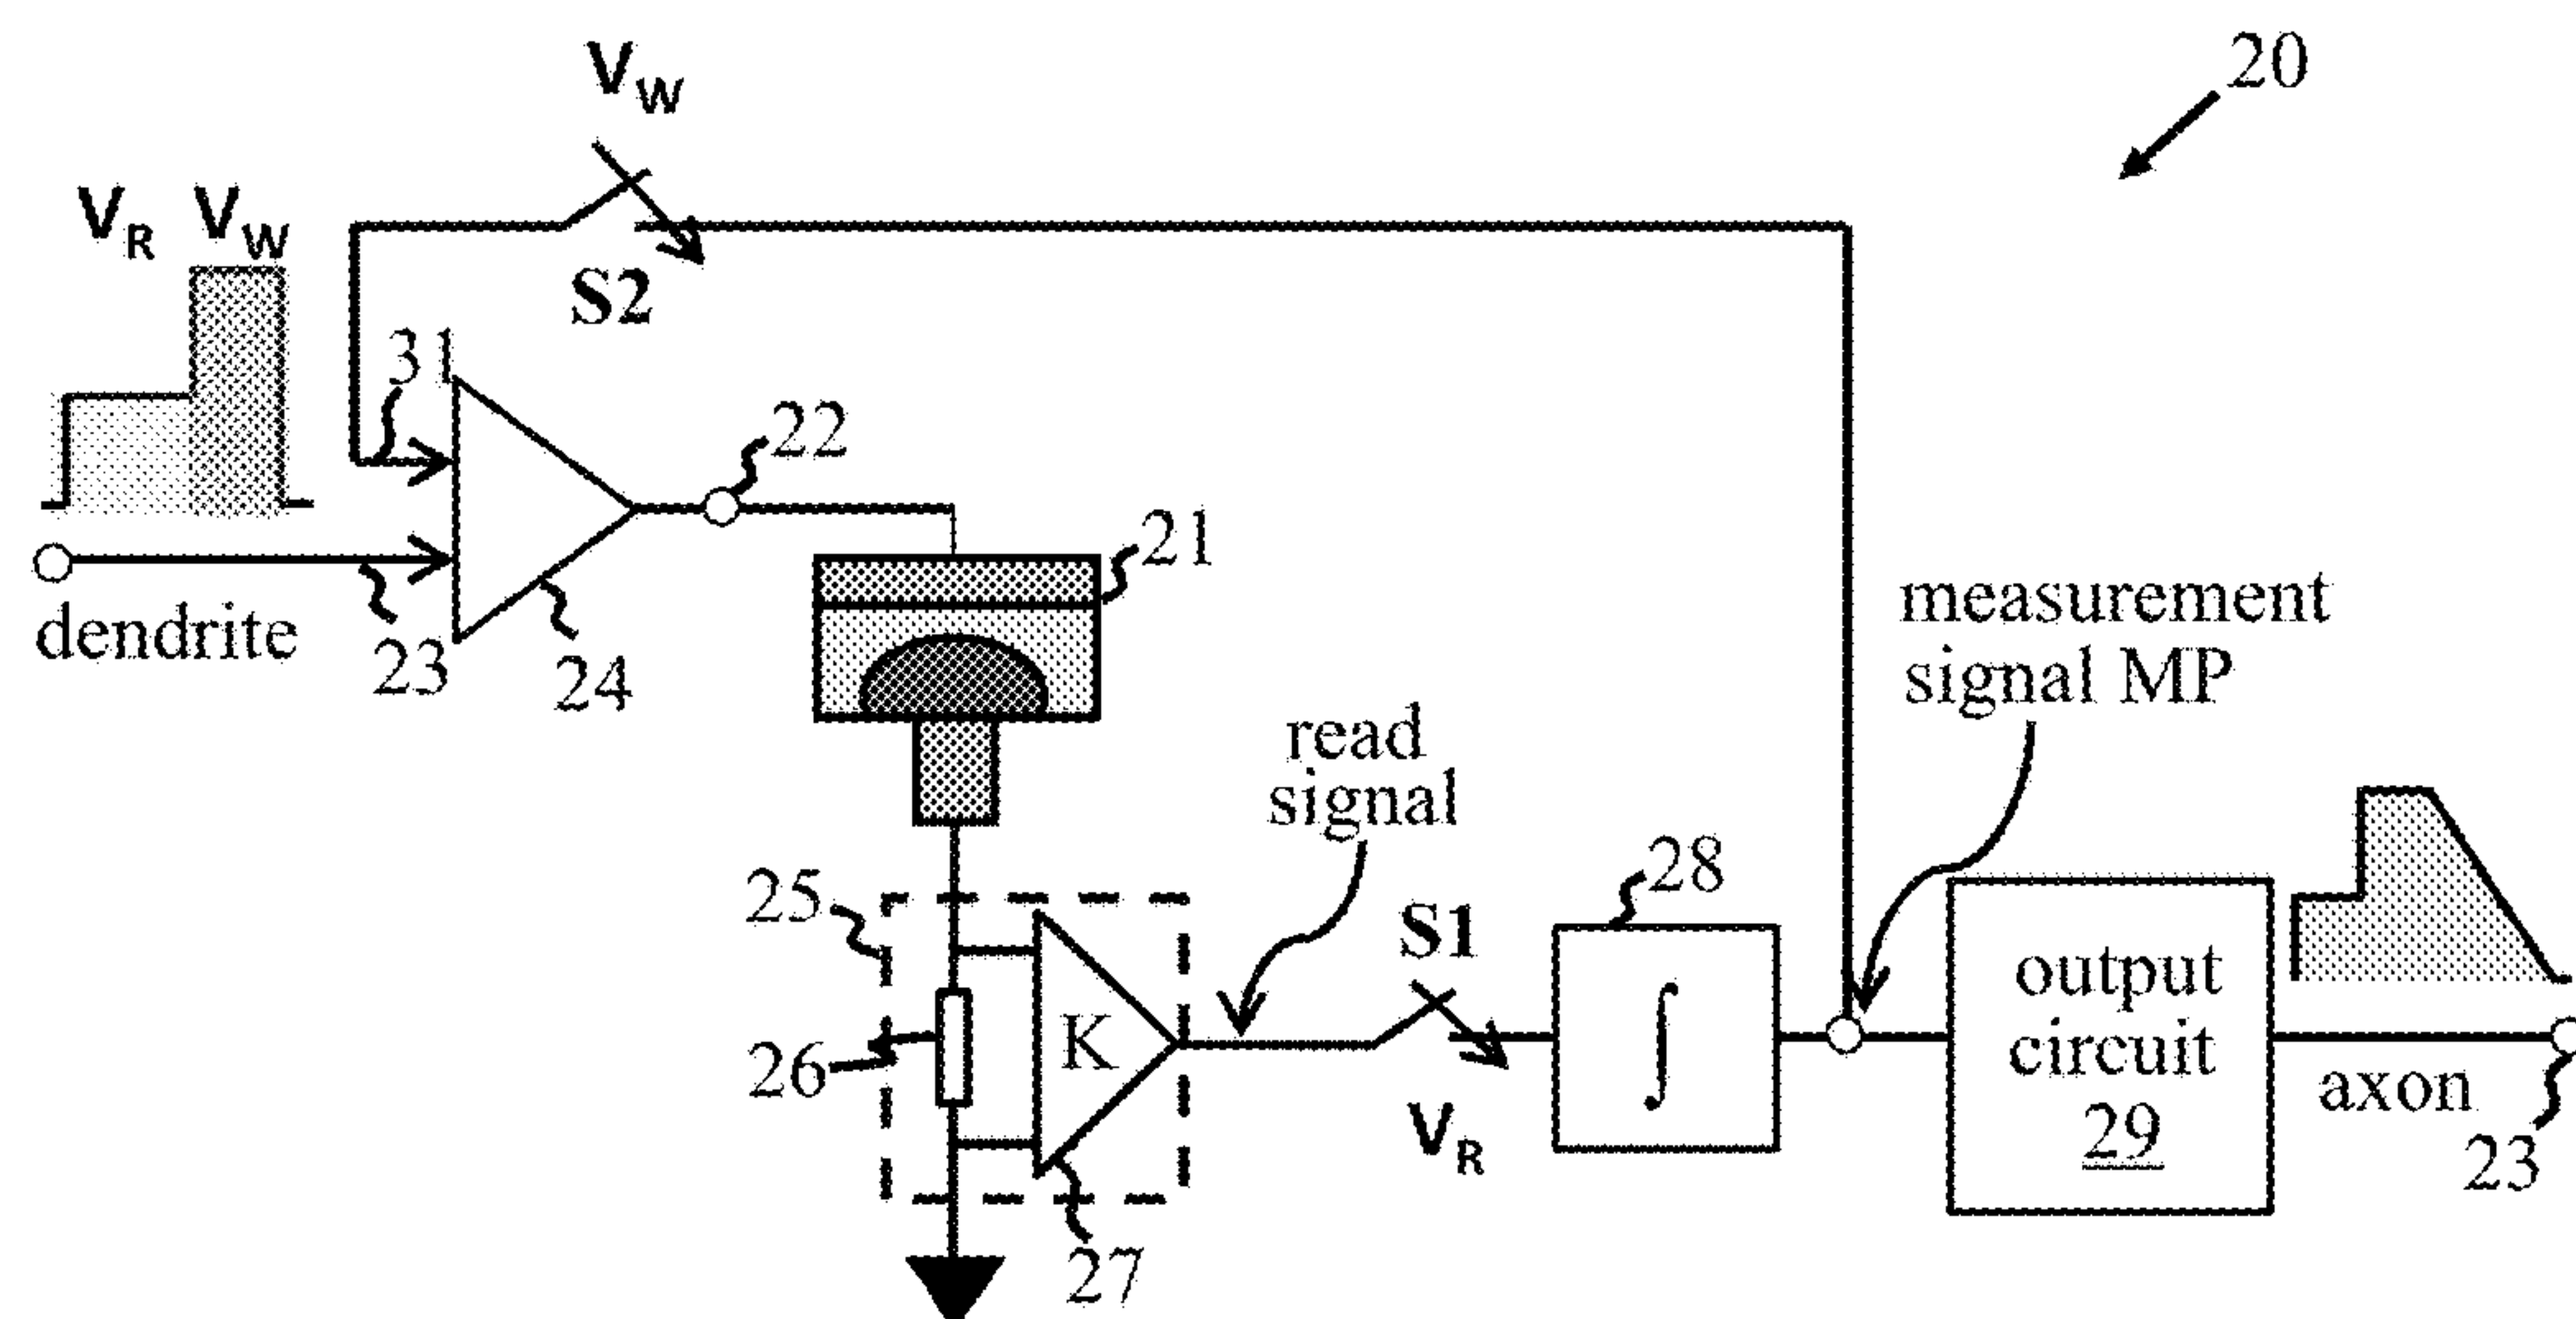 V_W
20
V_R V_W
S2
31
22
21
dendrite
23
24
measurement
signal MP
read
signal
25
28
S1
K
26
∫
output
circuit
29
axon
V_R
23
27